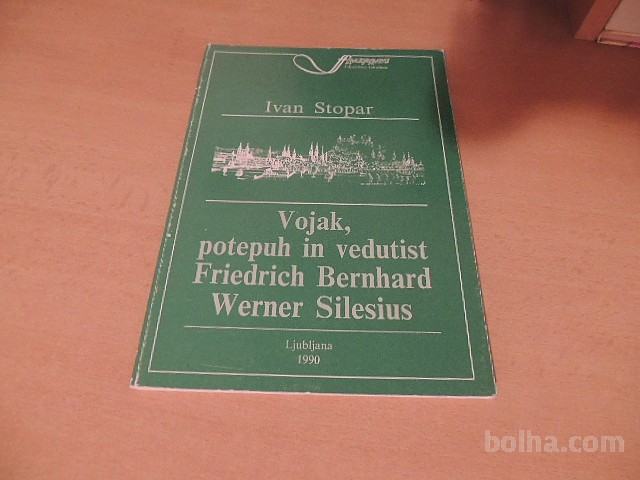 Ivan Stopar
Vojak,
potepuh in vedutist
Friedrich Bernhard
Werner Silesius
Ljubljana
1990
bolha.com